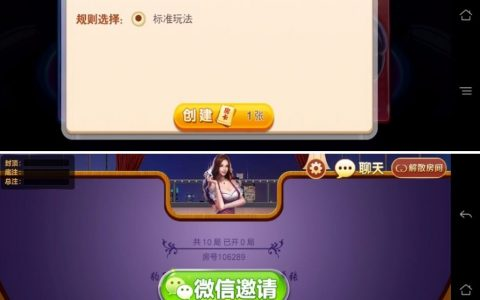 规则选择： 标准玩法
创建 房卡 1张
封顶：
底注：
总注：
聊天
解散房间
共10局 已开0局
房号106289
微信邀请